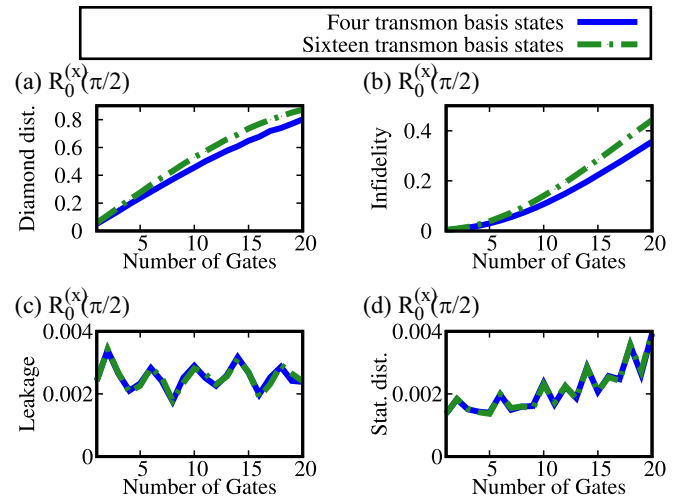 Four transmon basis states
Sixteen transmon basis states
(a) R₀⁽ˣ⁾(π/2)
(b) R₀⁽ˣ⁾(π/2)
Diamond dist.
0.8
0.6
0.4
0.2
0
5 10 15 20
Number of Gates
Infidelity
0.4
0.2
0
5 10 15 20
Number of Gates
(c) R₀⁽ˣ⁾(π/2)
(d) R₀⁽ˣ⁾(π/2)
Leakage
0.004
0.002
0
5 10 15 20
Number of Gates
Stat. dist.
0.004
0.002
0
5 10 15 20
Number of Gates